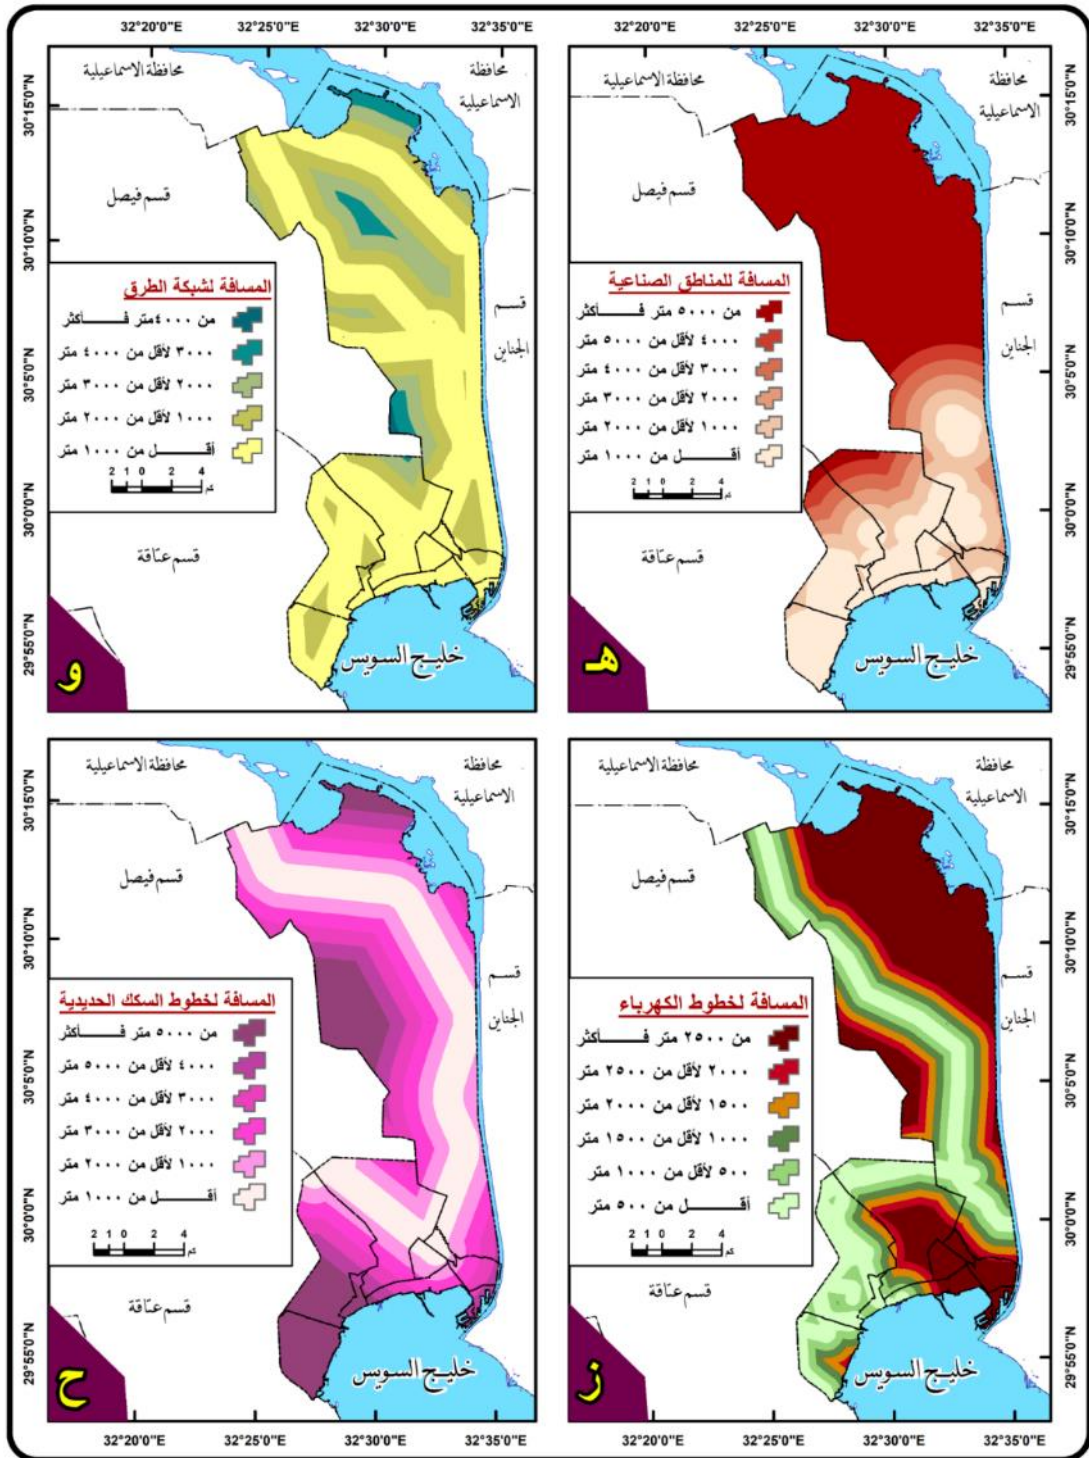 32°20'0"E 32°25'0"E 32°30'0"E 32°35'0"E
32°20'0"E 32°25'0"E 32°30'0"E 32°35'0"E
محافظة الاسماعيلية
محافظة
الاسماعيلية
قسم فيصل
قسم
الجناين
المسافة للمناطق الصناعية
من ٥٠٠٠ متر فأكثر
٤٠٠٠ لأقل من ٥٠٠٠ متر
٣٠٠٠ لأقل من ٤٠٠٠ متر
٢٠٠٠ لأقل من ٣٠٠٠ متر
١٠٠٠ لأقل من ٢٠٠٠ متر
أقل من ١٠٠٠ متر
2 1 0 2 4
كم
قسم عتاقة
خليج السويس
هـ
30°15'0"N
30°10'0"N
30°5'0"N
30°0'0"N
29°55'0"N
محافظة الاسماعيلية
محافظة
الاسماعيلية
قسم فيصل
قسم
الجناين
المسافة لشبكة الطرق
من ٤٠٠٠ متر فأكثر
٣٠٠٠ لأقل من ٤٠٠٠ متر
٢٠٠٠ لأقل من ٣٠٠٠ متر
١٠٠٠ لأقل من ٢٠٠٠ متر
أقل من ١٠٠٠ متر
2 1 0 2 4
كم
قسم عتاقة
خليج السويس
و
30°15'0"N
30°10'0"N
30°5'0"N
30°0'0"N
29°55'0"N
محافظة الاسماعيلية
محافظة
الاسماعيلية
قسم
الجناين
المسافة لخطوط الكهرباء
من ٢٥٠٠ متر فأكثر
٢٠٠٠ لأقل من ٢٥٠٠ متر
١٥٠٠ لأقل من ٢٠٠٠ متر
١٠٠٠ لأقل من ١٥٠٠ متر
٥٠٠ لأقل من ١٠٠٠ متر
أقل من ٥٠٠ متر
2 1 0 2 4
كم
قسم فيصل
قسم عتاقة
خليج السويس
ز
30°15'0"N
30°10'0"N
30°5'0"N
30°0'0"N
29°55'0"N
محافظة الاسماعيلية
محافظة
الاسماعيلية
قسم فيصل
قسم
الجناين
المسافة لخطوط السكك الحديدية
من ٥٠٠٠ متر فأكثر
٤٠٠٠ لأقل من ٥٠٠٠ متر
٣٠٠٠ لأقل من ٤٠٠٠ متر
٢٠٠٠ لأقل من ٣٠٠٠ متر
١٠٠٠ لأقل من ٢٠٠٠ متر
أقل من ١٠٠٠ متر
2 1 0 2 4
كم
قسم عتاقة
خليج السويس
ح
30°15'0"N
30°10'0"N
30°5'0"N
30°0'0"N
29°55'0"N
32°20'0"E 32°25'0"E 32°30'0"E 32°35'0"E
32°20'0"E 32°25'0"E 32°30'0"E 32°35'0"E